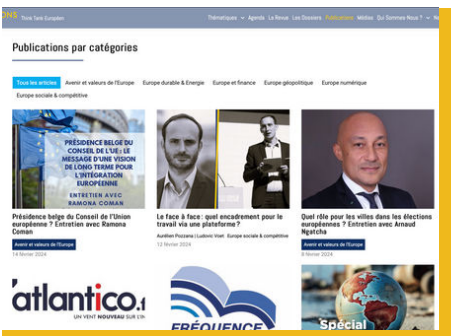 ONS Think Tank Européen
Thématiques Agenda La Revue Les Dossiers Publications Médias Qui Sommes Nous ?
Publications par catégories
Tous les articles Avenir et valeurs de l'Europe Europe durable & Energie Europe et finance Europe géopolitique Europe numérique
Europe sociale & compétitive
PRÉSIDENCE BELGE DU
CONSEIL DE L'UE : LE
MESSAGE D'UNE VISION
DE LONG TERME POUR
L'INTÉGRATION
EUROPÉENNE
ENTRETIEN AVEC
RAMONA COMAN
Présidence belge du Conseil de l'Union
européenne ? Entretien avec Ramona
Coman
Avenir et valeurs de l'Europe
14 février 2024
Le face à face : quel encadrement pour le
travail via une plateforme ?
Europe sociale & compétitive
12 février 2024
Quel rôle pour les villes dans les élections
européennes ? Entretien avec Arnaud
Ngatcha
Avenir et valeurs de l'Europe
8 février 2024
atlantico.f
UN VENT NOUVEAU SUR L'IN
FRÉQUENCE
Spécial